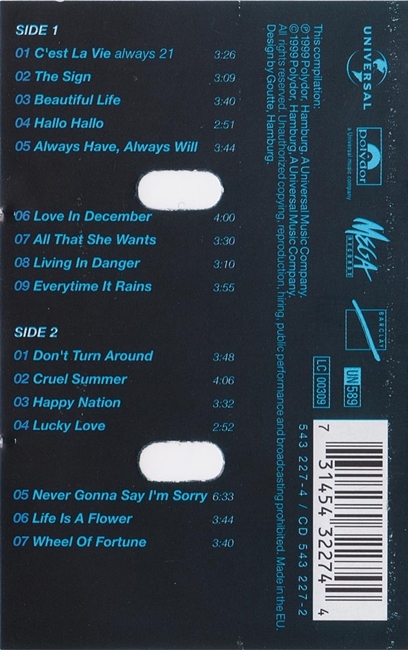 SIDE 1
01 C'est La Vie always 21 3:26
02 The Sign 3:09
03 Beautiful Life 3:40
04 Hallo Hallo 2:51
05 Always Have, Always Will 3:44
06 Love In December 4:00
07 All That She Wants 3:30
08 Living In Danger 3:10
09 Everytime It Rains 3:55
SIDE 2
01 Don't Turn Around 3:48
02 Cruel Summer 4:06
03 Happy Nation 3:32
04 Lucky Love 2:52
05 Never Gonna Say I'm Sorry 6:33
06 Life Is A Flower 3:44
07 Wheel Of Fortune 3:40
This compilation:
℗ 1999 Polydor, Hamburg. A Universal Music Company.
© 1999 Polydor, Hamburg. A Universal Music Company.
All rights reserved. Unauthorized copying, reproduction, hiring, public performance and broadcasting prohibited. Made in the EU.
Design by Goutte, Hamburg.
UNIVERSAL
polydor
a Universal music company
MEGA
RECORDS
BARCLAY
LC 00309
UN 589
543 227-4 / CD 543 227-2
7 31454 32274 4